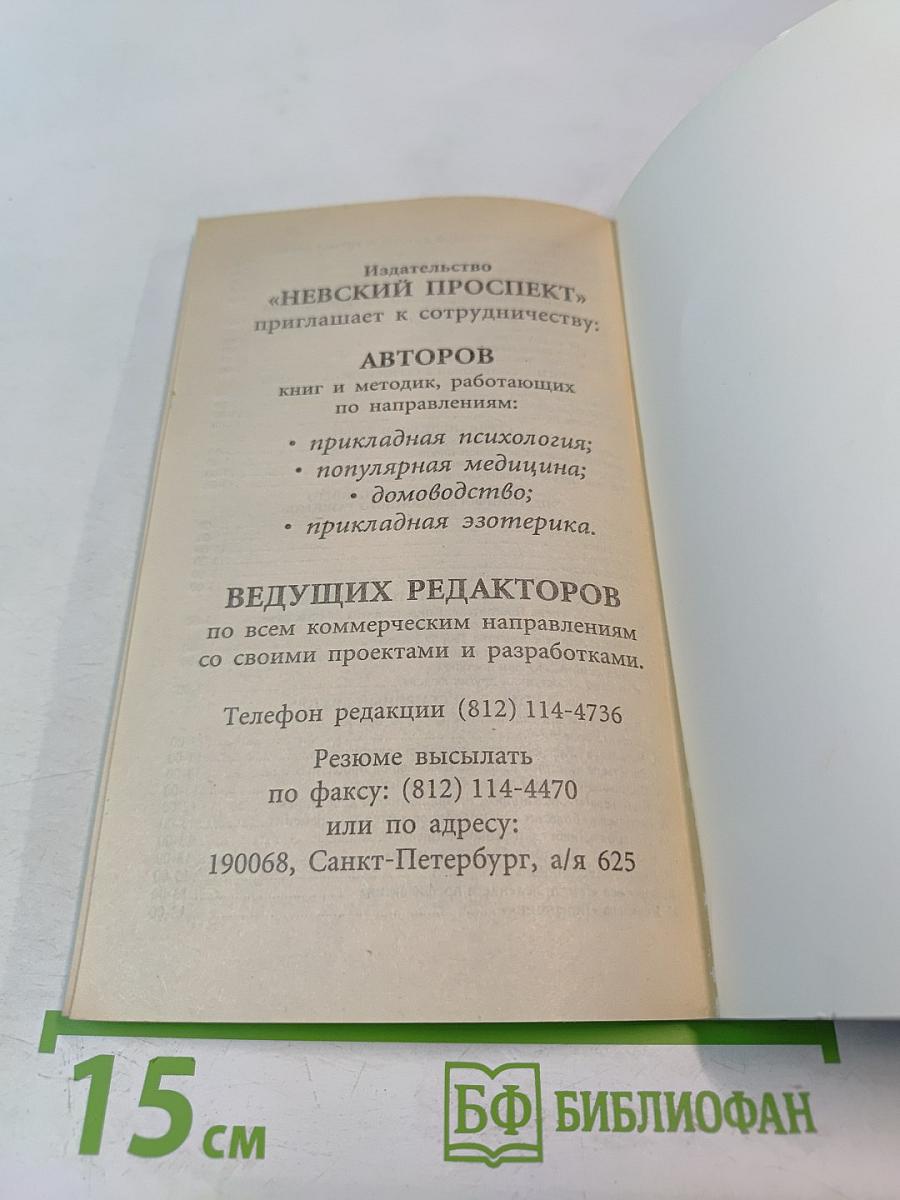 Издательство
«НЕВСКИЙ ПРОСПЕКТ»
приглашает к сотрудничеству:
АВТОРОВ
книг и методик, работающих
по направлениям:
• прикладная психология;
• популярная медицина;
• домоводство;
• прикладная эзотерика.
ВЕДУЩИХ РЕДАКТОРОВ
по всем коммерческим направлениям
со своими проектами и разработками.
Телефон редакции (812) 114-4736
Резюме высылать
по факсу: (812) 114-4470
или по адресу:
190068, Санкт-Петербург, а/я 625
15 см
БФ БИБЛИОФАН